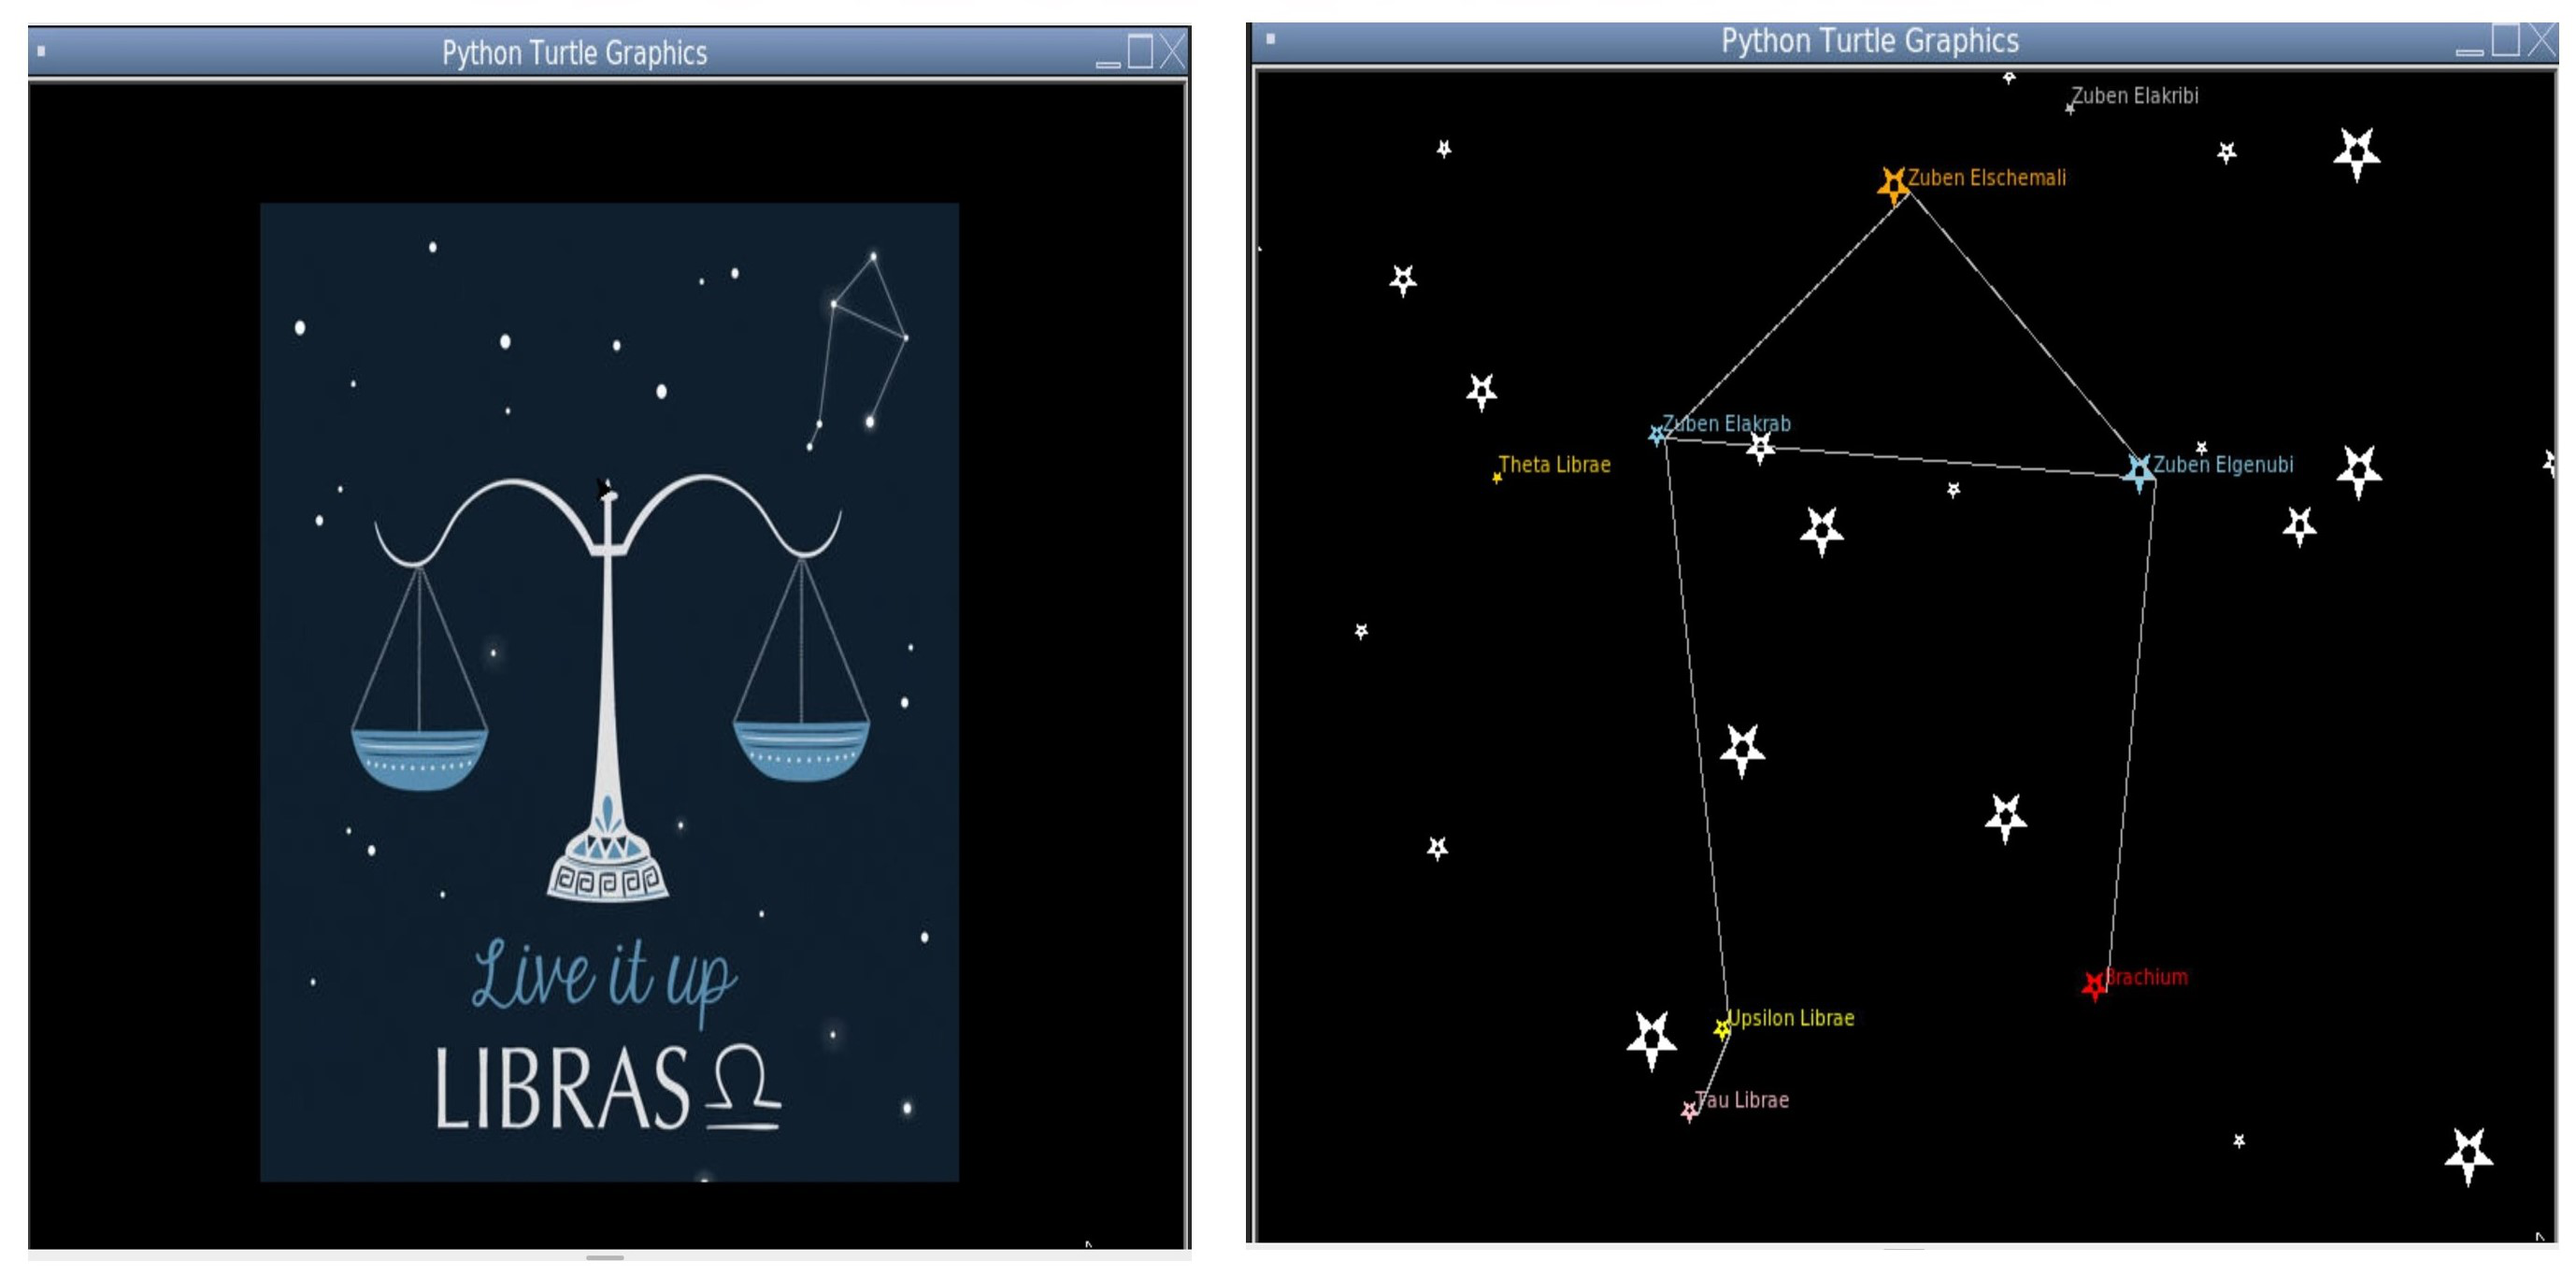 Python Turtle Graphics
Live it up
LIBRAS ♎
Python Turtle Graphics
Zuben Elakribi
Zuben Elschemali
Zuben Elakrab
Theta Librae
Zuben Elgenubi
Brachium
Upsilon Librae
Tau Librae